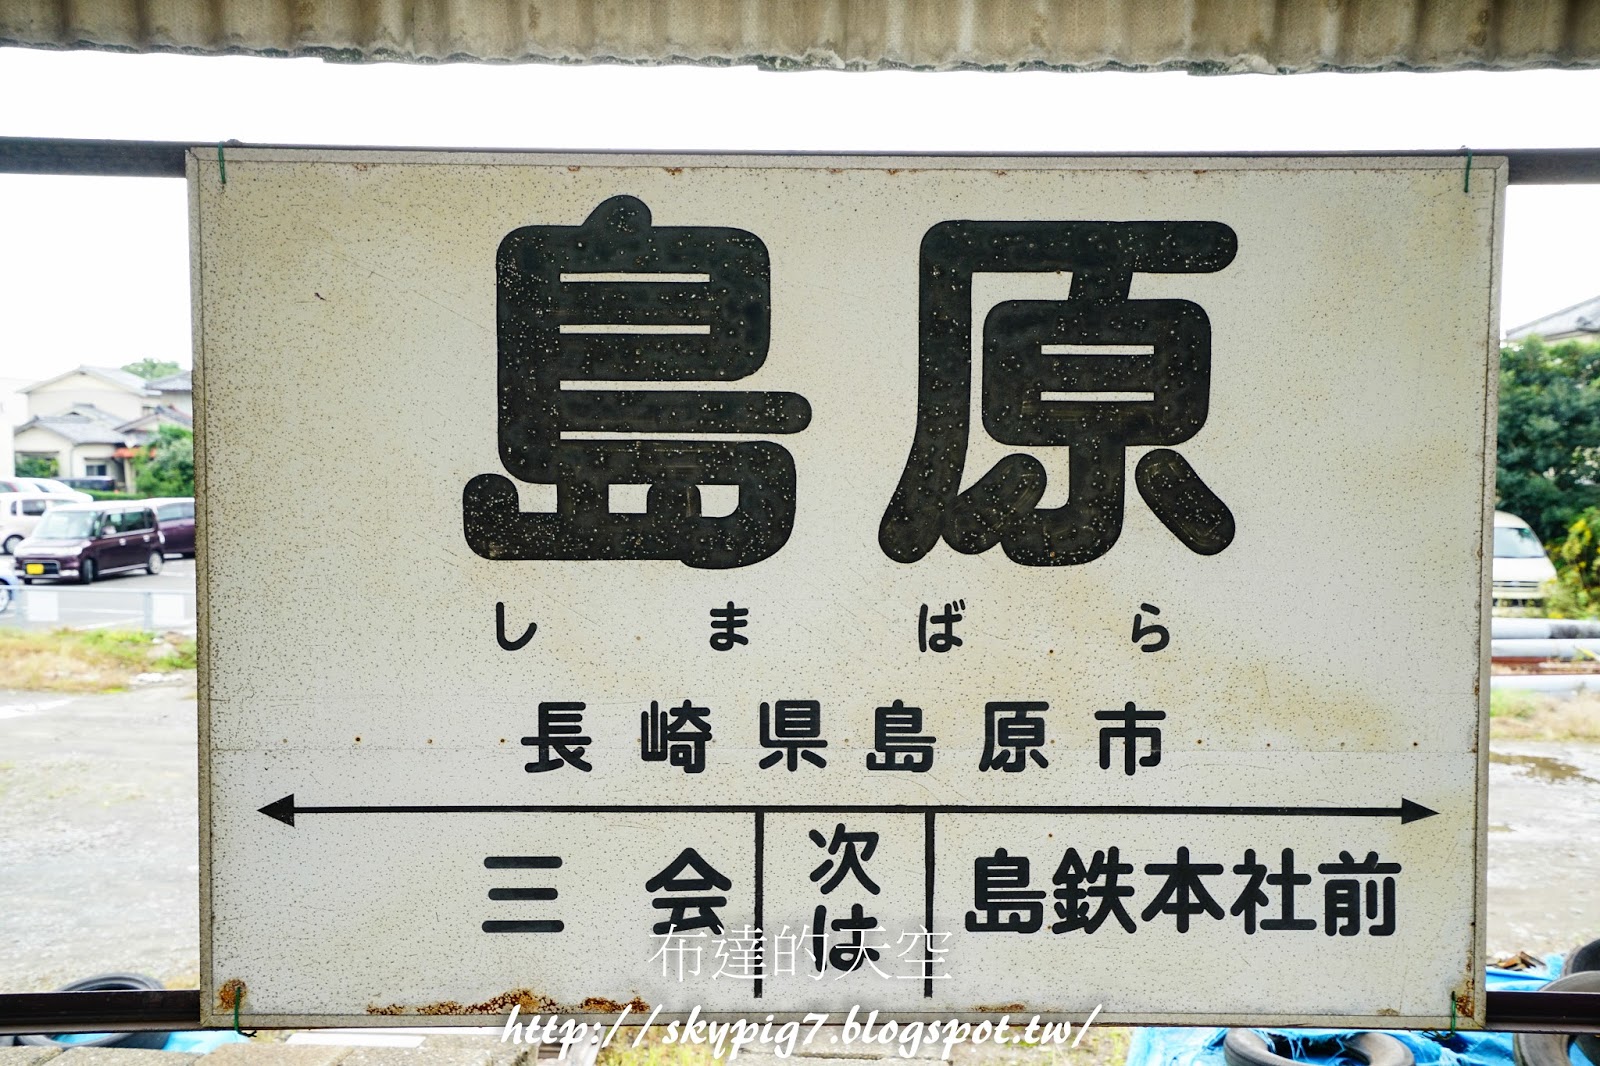 島原
しまばら
長崎県島原市
三会 次は 島鉄本社前
布達的天空
http://skypig7.blogspot.tw/